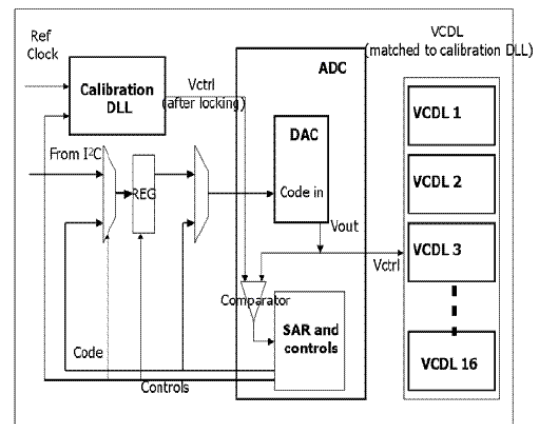 Ref
Clock
Calibration
DLL
Vctrl
(after locking)
ADC
VCDL
(matched to calibration DLL)
DAC
Code in
From I²C
REG
Vout
Vctrl
Comparator
SAR and
controls
Code
Controls
VCDL 1
VCDL 2
VCDL 3
VCDL 16